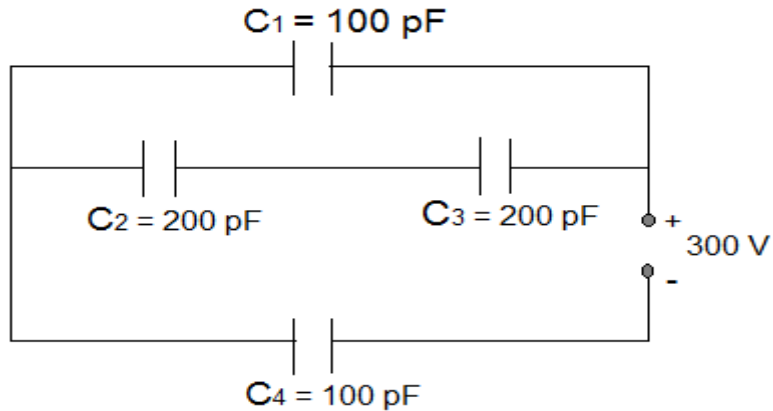 C1 = 100 pF
C2 = 200 pF
C3 = 200 pF
+
300 V
-
C4 = 100 pF